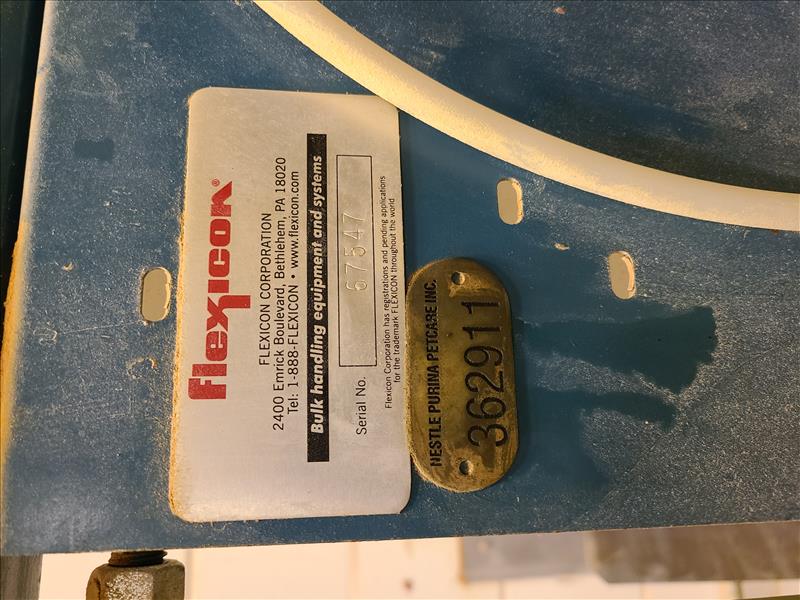 flexicon®
FLEXICON CORPORATION
2400 Emrick Boulevard, Bethlehem, PA 18020
Tel: 1-888-FLEXICON • www.flexicon.com
Bulk handling equipment and systems
Serial No. 67547
Flexicon Corporation has registrations and pending applications
for the trademark FLEXICON throughout the world.
NESTLE PURINA PETCARE INC.
362911